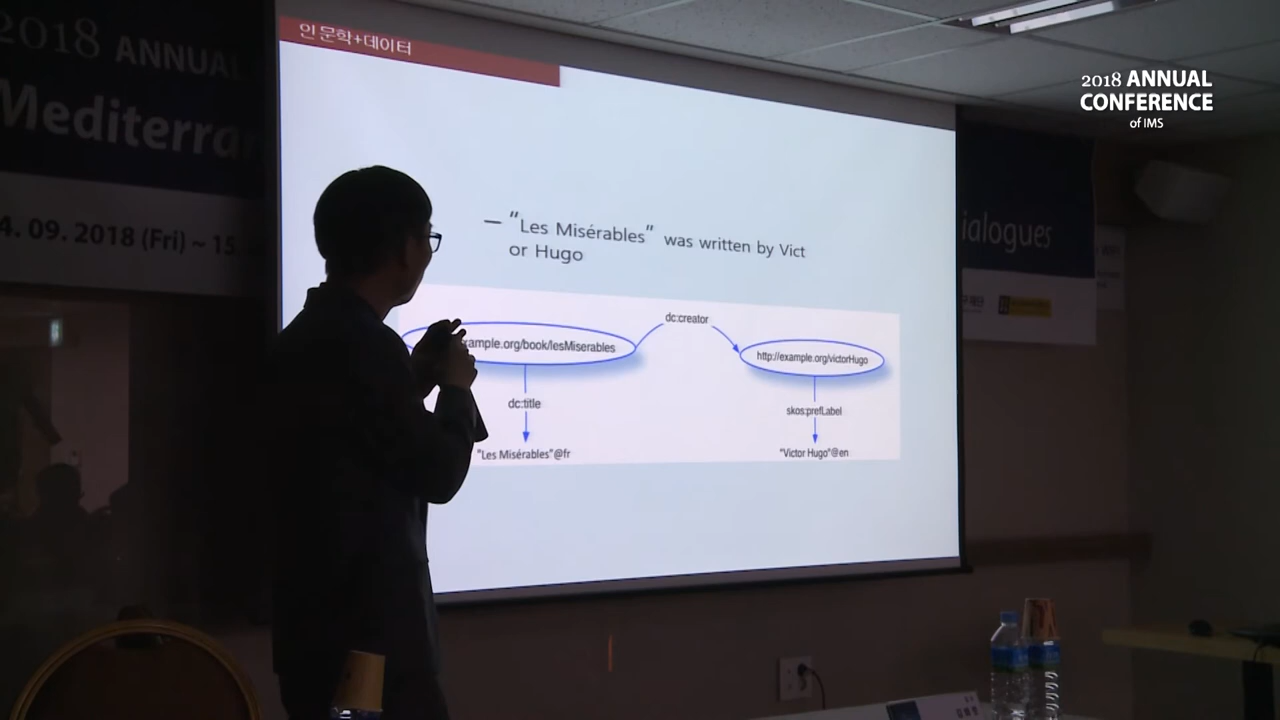 2018 ANNUAL
Mediterra
4. 09. 2018 (Fri) ~ 15.
인문학+데이터
2018 ANNUAL
CONFERENCE
of IMS
ialogues
– “Les Misérables” was written by Vict
or Hugo
dc:creator
xample.org/book/lesMiserables
http://example.org/victorHugo
dc:title
skos:prefLabel
"Les Misérables"@fr
"Victor Hugo"@en